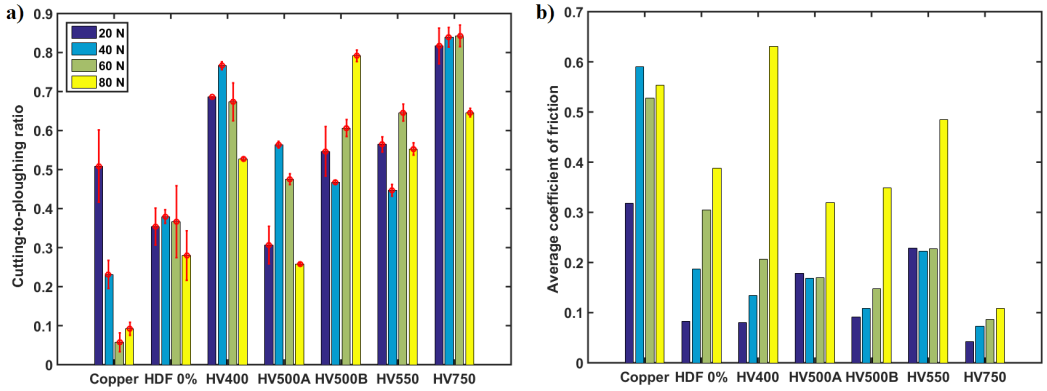 a)
Cutting-to-ploughing ratio
0.9
0.8
0.7
0.6
0.5
0.4
0.3
0.2
0.1
0
20 N
40 N
60 N
80 N
Copper HDF 0% HV400 HV500A HV500B HV550 HV750
b)
Average coefficient of friction
0.7
0.6
0.5
0.4
0.3
0.2
0.1
0
Copper HDF 0% HV400 HV500A HV500B HV550 HV750